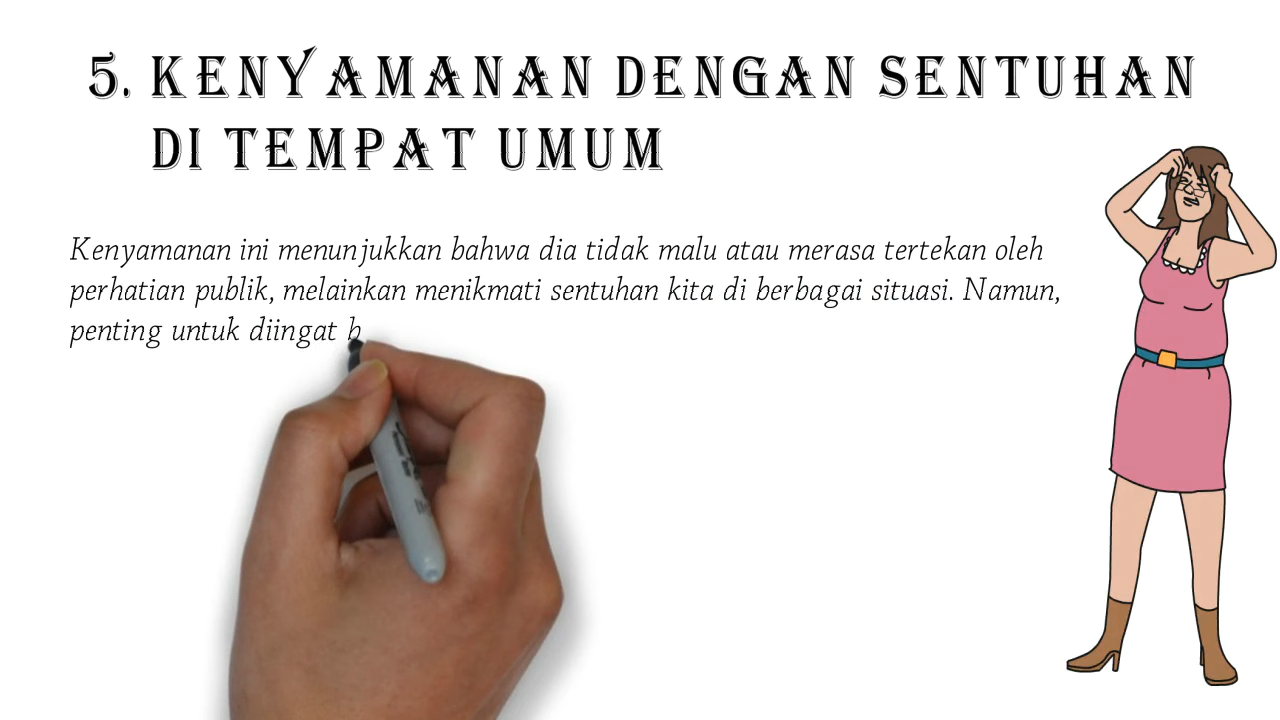 5. KENYAMANAN DENGAN SENTUHAN
DI TEMPAT UMUM
Kenyamanan ini menunjukkan bahwa dia tidak malu atau merasa tertekan oleh
perhatian publik, melainkan menikmati sentuhan kita di berbagai situasi. Namun,
penting untuk diingat b